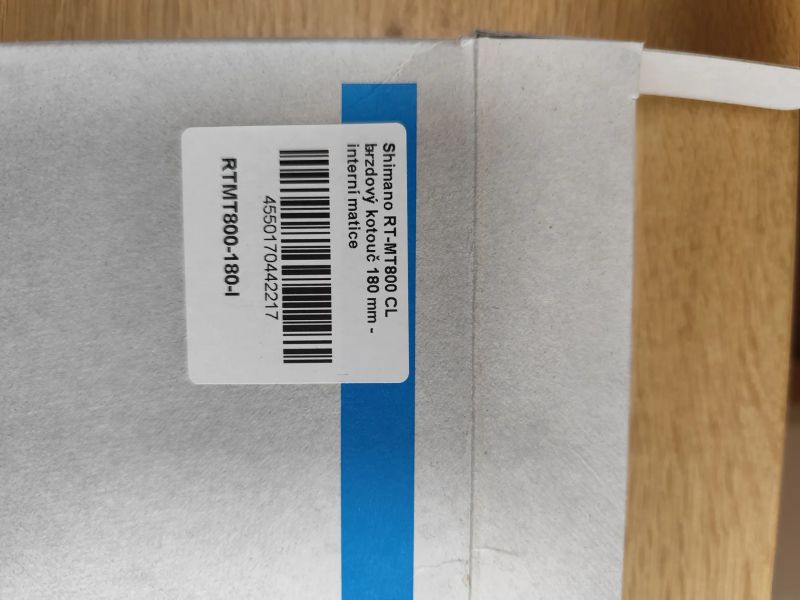 Shimano RT-MT800 CL
brzdový kotouč 180 mm -
interní matice
4550170442217
RTMT800-180-I